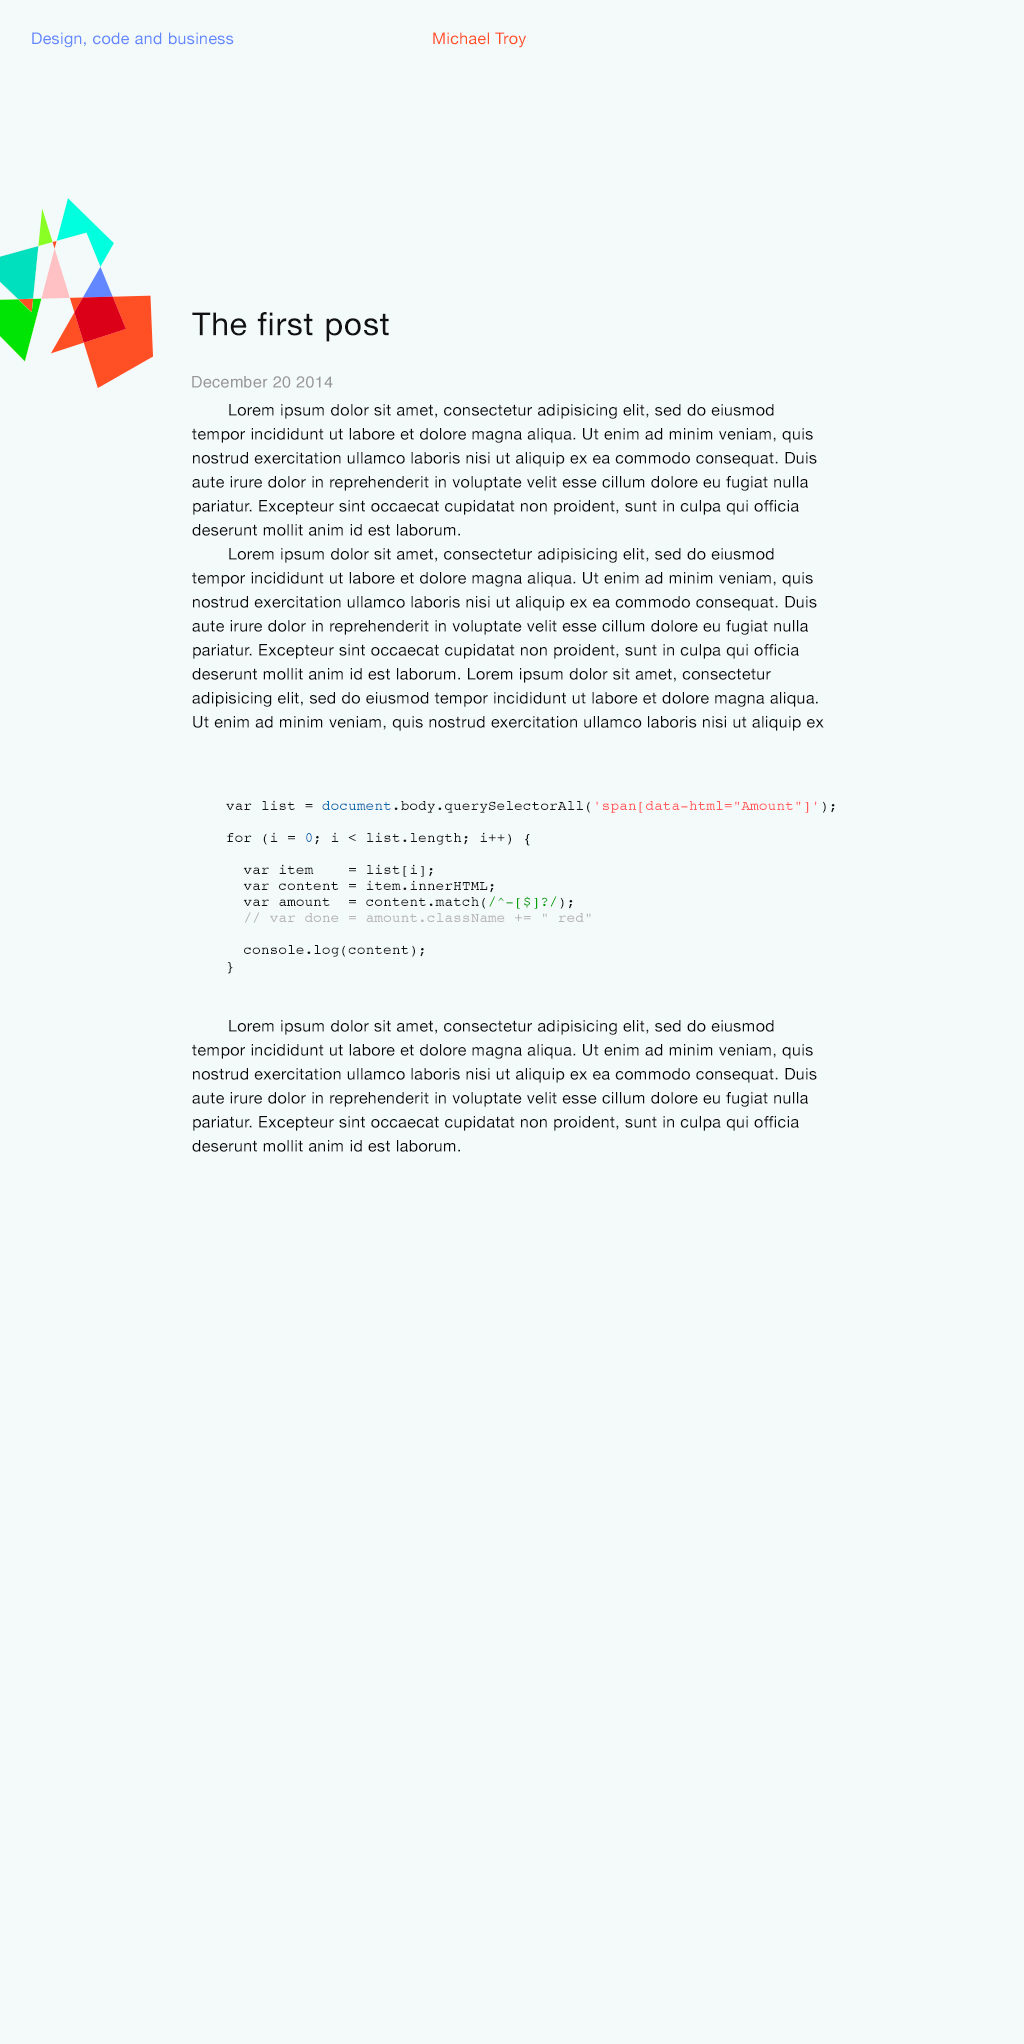 Design, code and business
Michael Troy
The first post
December 20 2014
Lorem ipsum dolor sit amet, consectetur adipisicing elit, sed do eiusmod
tempor incididunt ut labore et dolore magna aliqua. Ut enim ad minim veniam, quis
nostrud exercitation ullamco laboris nisi ut aliquip ex ea commodo consequat. Duis
aute irure dolor in reprehenderit in voluptate velit esse cillum dolore eu fugiat nulla
pariatur. Excepteur sint occaecat cupidatat non proident, sunt in culpa qui officia
deserunt mollit anim id est laborum.
Lorem ipsum dolor sit amet, consectetur adipisicing elit, sed do eiusmod
tempor incididunt ut labore et dolore magna aliqua. Ut enim ad minim veniam, quis
nostrud exercitation ullamco laboris nisi ut aliquip ex ea commodo consequat. Duis
aute irure dolor in reprehenderit in voluptate velit esse cillum dolore eu fugiat nulla
pariatur. Excepteur sint occaecat cupidatat non proident, sunt in culpa qui officia
deserunt mollit anim id est laborum. Lorem ipsum dolor sit amet, consectetur
adipisicing elit, sed do eiusmod tempor incididunt ut labore et dolore magna aliqua.
Ut enim ad minim veniam, quis nostrud exercitation ullamco laboris nisi ut aliquip ex
var list = document.body.querySelectorAll('span[data-html="Amount"]');
for (i = 0; i < list.length; i++) {
  var item    = list[i];
  var content = item.innerHTML;
  var amount  = content.match(/^-[$]?/);
  // var done = amount.className += " red"
  console.log(content);
}
Lorem ipsum dolor sit amet, consectetur adipisicing elit, sed do eiusmod
tempor incididunt ut labore et dolore magna aliqua. Ut enim ad minim veniam, quis
nostrud exercitation ullamco laboris nisi ut aliquip ex ea commodo consequat. Duis
aute irure dolor in reprehenderit in voluptate velit esse cillum dolore eu fugiat nulla
pariatur. Excepteur sint occaecat cupidatat non proident, sunt in culpa qui officia
deserunt mollit anim id est laborum.